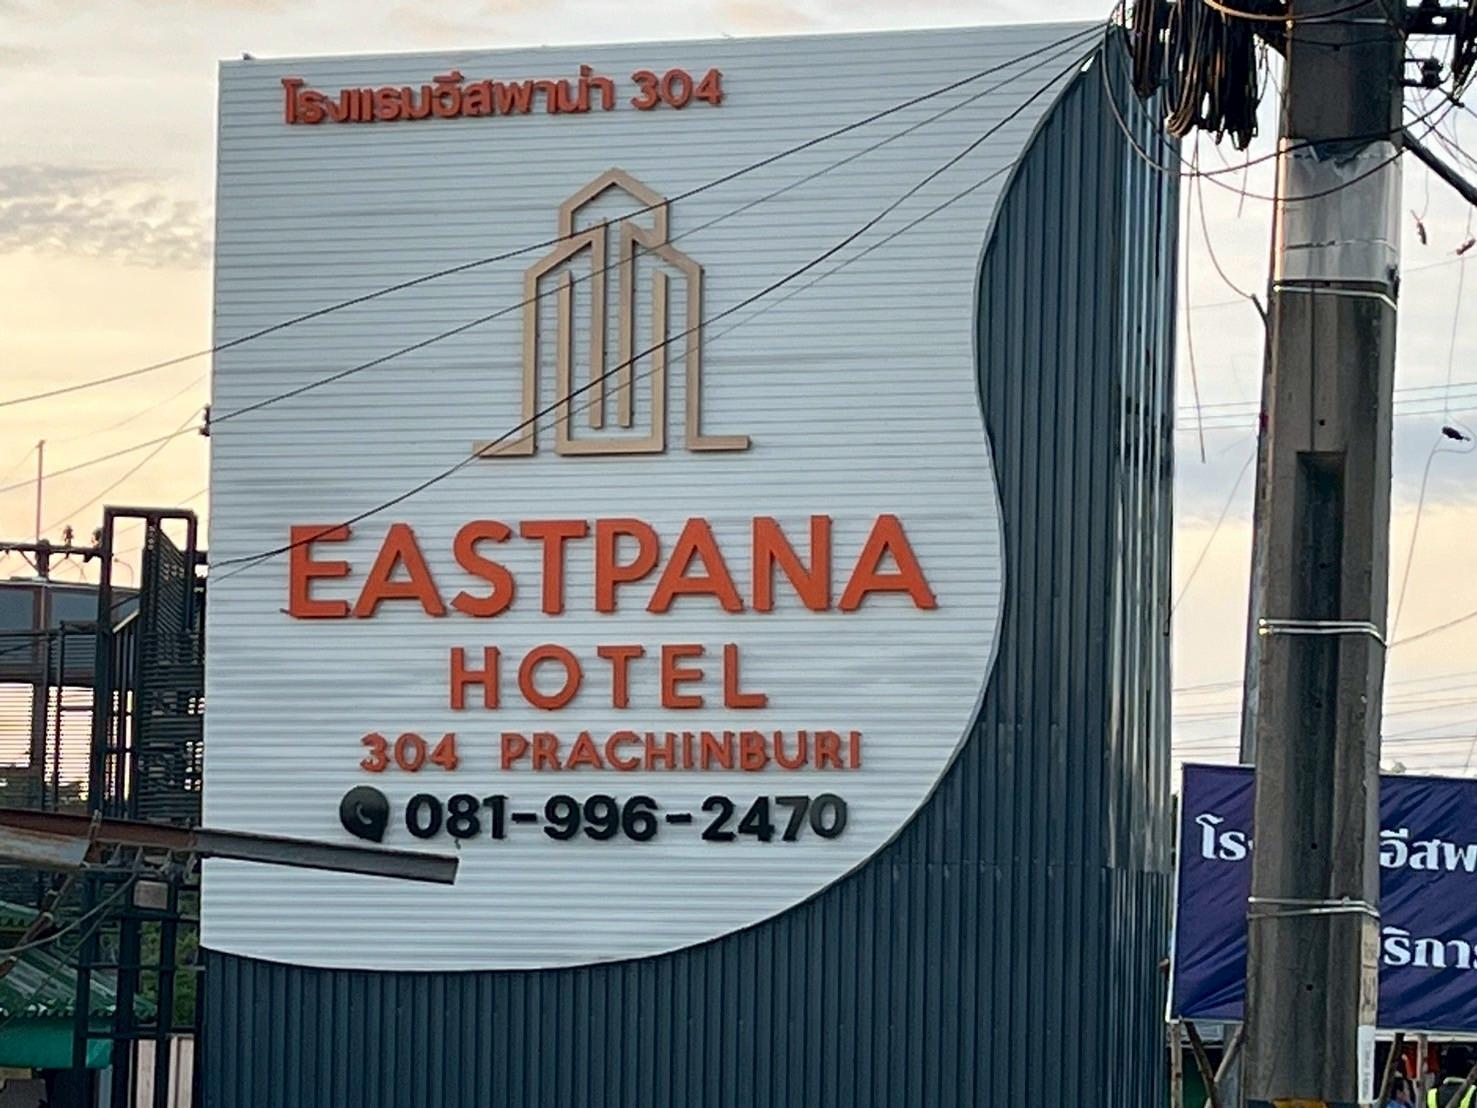 โรงแรมอีสพาน่า 304
EASTPANA
HOTEL
304 PRACHINBURI
081-996-2470